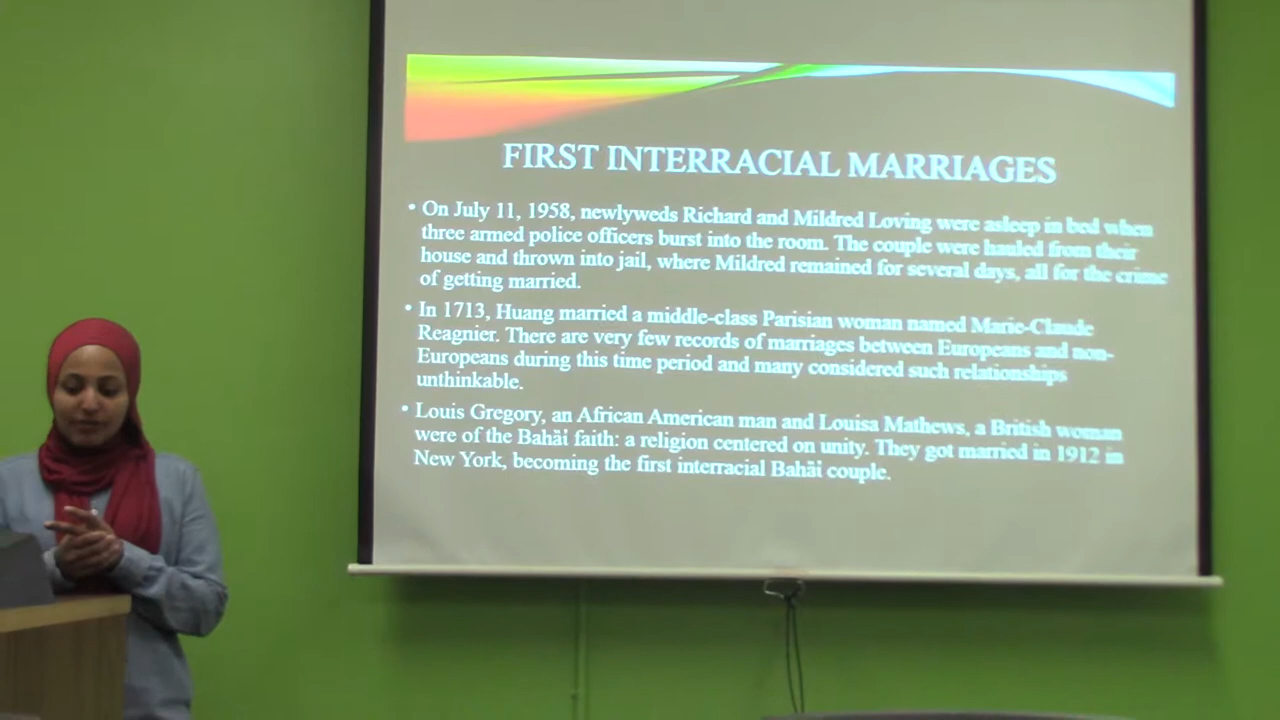 FIRST INTERRACIAL MARRIAGES
• On July 11, 1958, newlyweds Richard and Mildred Loving were asleep in bed when
three armed police officers burst into the room. The couple were hauled from their
house and thrown into jail, where Mildred remained for several days, all for the crime
of getting married.
• In 1713, Huang married a middle-class Parisian woman named Marie-Claude
Reagnier. There are very few records of marriages between Europeans and non-
Europeans during this time period and many considered such relationships
unthinkable.
• Louis Gregory, an African American man and Louisa Mathews, a British woman
were of the Bahäi faith: a religion centered on unity. They got married in 1912 in
New York, becoming the first interracial Bahäi couple.